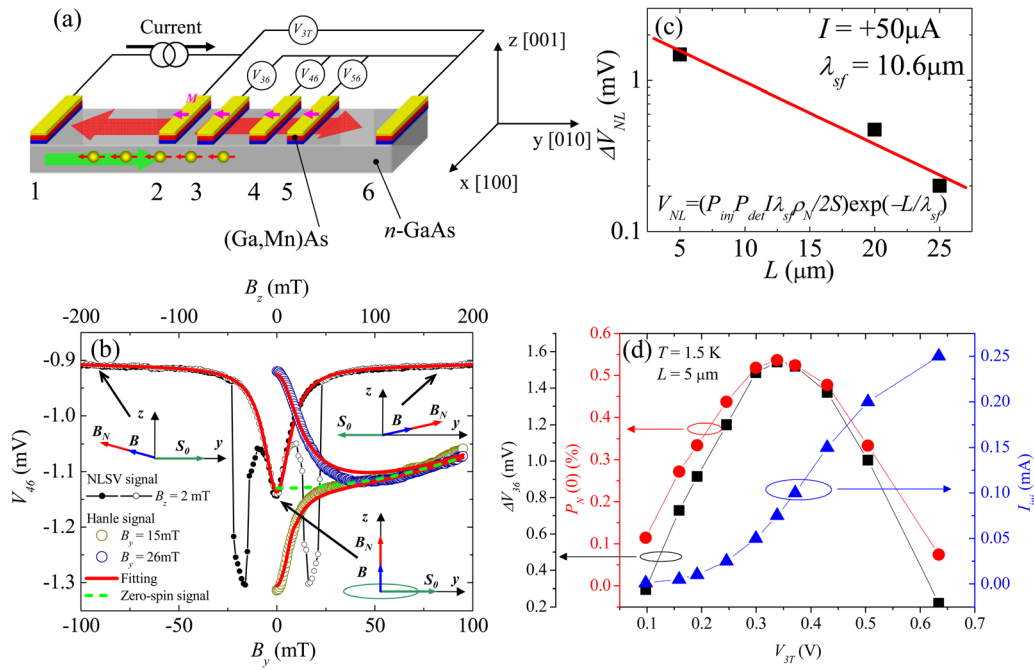 (a)
Current
V3T
V36
V46
V56
M
z [001]
y [010]
x [100]
1 2 3 4 5 6
(Ga,Mn)As
n-GaAs
(c)
I = +50μA
λsf = 10.6μm
ΔVNL (mV)
1
0.1
VNL=(PinjPdetIλsfρN/2S)exp(−L/λsf)
5 10 15 20 25
L (μm)
Bz (mT)
-200 -100 0 100 200
(b)
V46 (mV)
-0.9
-1.0
-1.1
-1.2
-1.3
z
BN B S0 y
z
S0 B BN y
z
BN
B
S0 y
NLSV signal
Bz = 2 mT
Hanle signal
By = 15mT
By = 26mT
Fitting
Zero-spin signal
-100 -50 0 50 100
By (mT)
(d)
T = 1.5 K
L = 5 μm
ΔV36 (mV)
1.6
1.4
1.2
1.0
0.8
0.6
0.4
0.2
PN(0) (%)
0.6
0.5
0.4
0.3
0.2
0.1
0.0
Iinj (mA)
0.25
0.20
0.15
0.10
0.05
0.00
0.1 0.2 0.3 0.4 0.5 0.6 0.7
V3T (V)